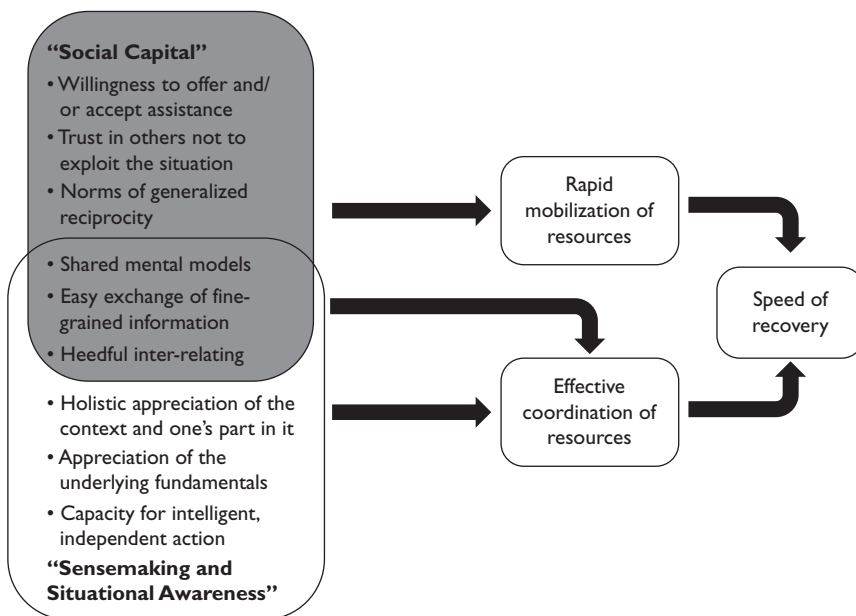 “Social Capital”
• Willingness to offer and/
or accept assistance
• Trust in others not to
exploit the situation
• Norms of generalized
reciprocity
• Shared mental models
• Easy exchange of fine-
grained information
• Heedful inter-relating
• Holistic appreciation of the
context and one’s part in it
• Appreciation of the
underlying fundamentals
• Capacity for intelligent,
independent action
“Sensemaking and
Situational Awareness”
Rapid
mobilization of
resources
Effective
coordination of
resources
Speed of
recovery